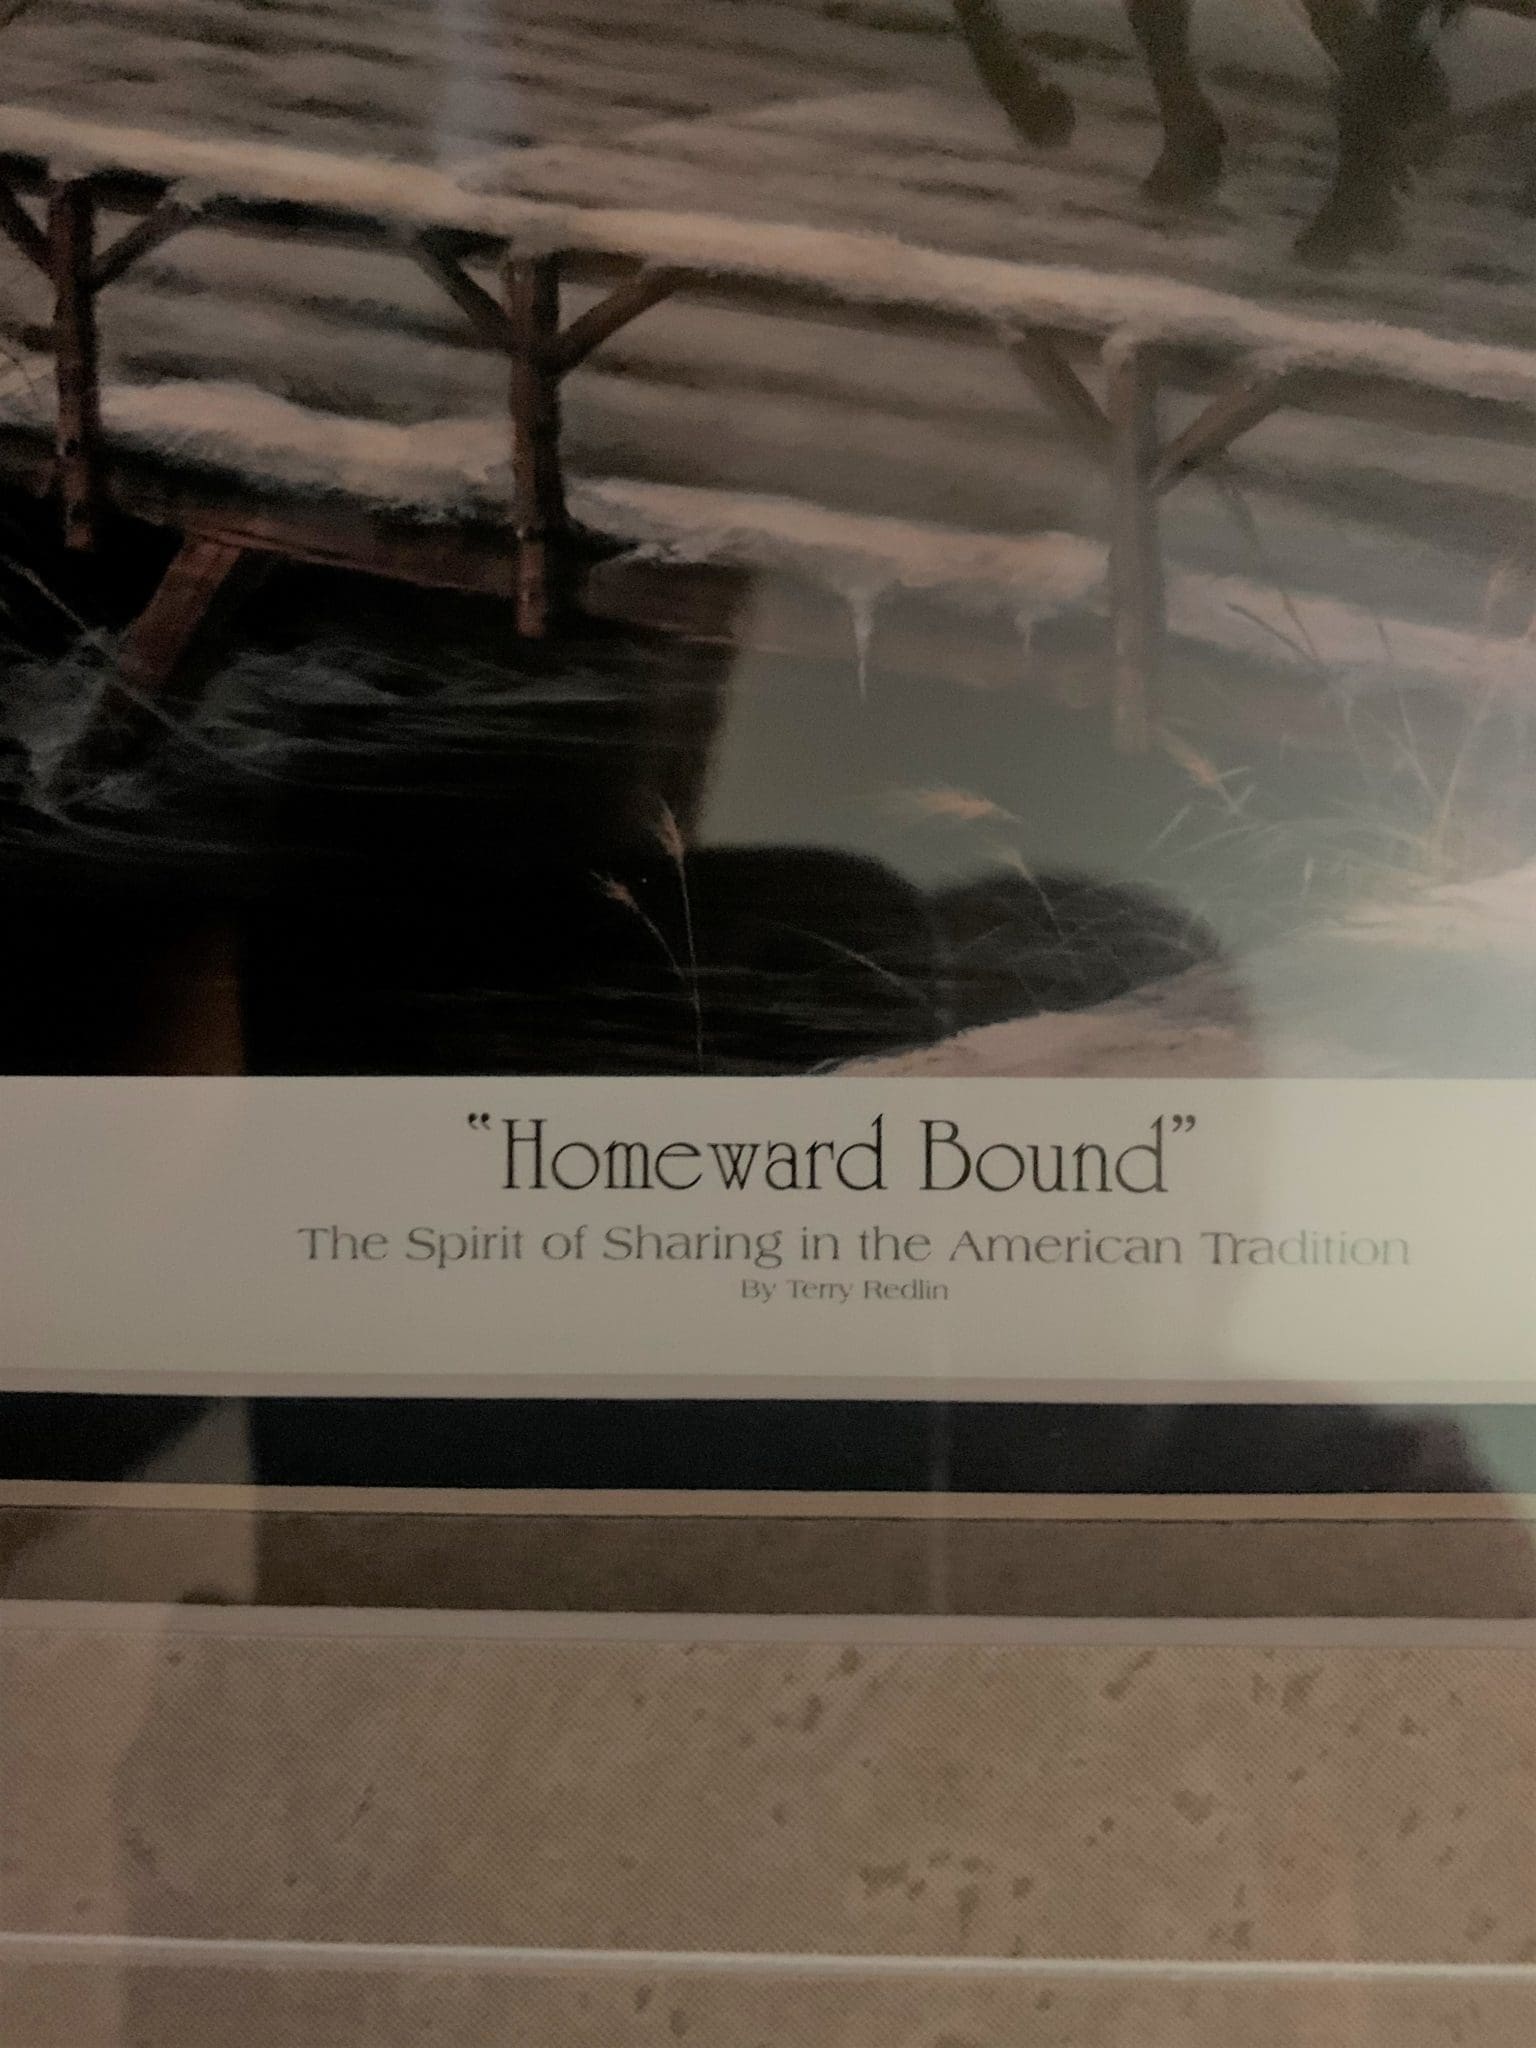 “Homeward Bound”
The Spirit of Sharing in the American Tradition
By Terry Redlin